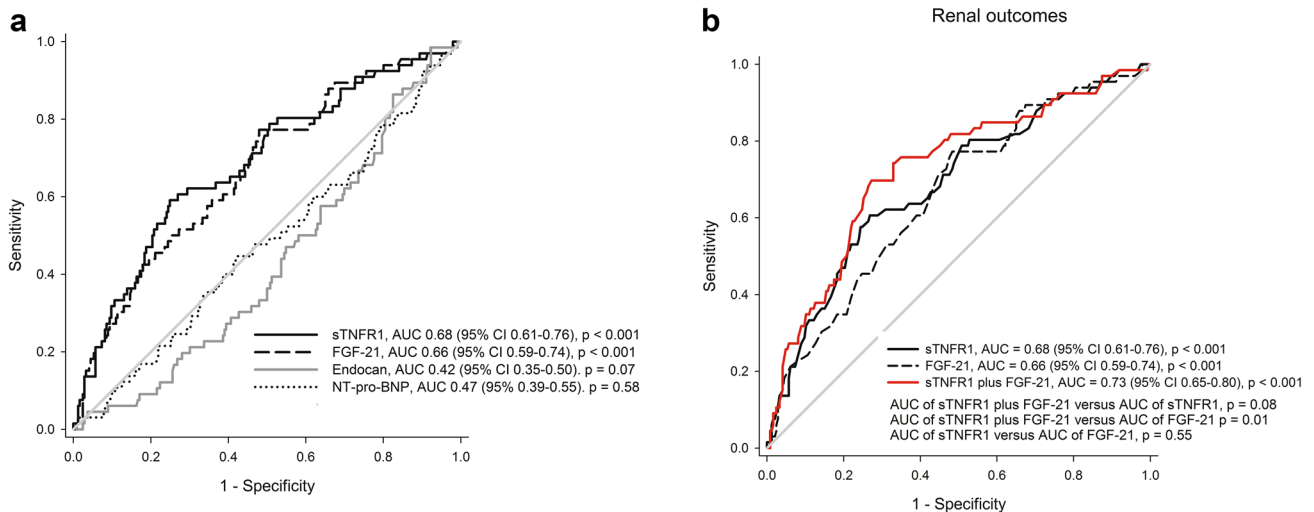 a
1.0
0.8
0.6
0.4
0.2
0.0
Sensitivity
sTNFR1, AUC 0.68 (95% CI 0.61-0.76), p < 0.001
FGF-21, AUC 0.66 (95% CI 0.59-0.74), p < 0.001
Endocan, AUC 0.42 (95% CI 0.35-0.50). p = 0.07
NT-pro-BNP, AUC 0.47 (95% 0.39-0.55). p = 0.58
0.0 0.2 0.4 0.6 0.8 1.0
1 - Specificity
b
Renal outcomes
1.0
0.8
0.6
0.4
0.2
0.0
Sensitivity
sTNFR1, AUC = 0.68 (95% CI 0.61-0.76), p < 0.001
FGF-21, AUC = 0.66 (95% CI 0.59-0.74), p < 0.001
sTNFR1 plus FGF-21, AUC = 0.73 (95% CI 0.65-0.80), p < 0.001
AUC of sTNFR1 plus FGF-21 versus AUC of sTNFR1, p = 0.08
AUC of sTNFR1 plus FGF-21 versus AUC of FGF-21 p = 0.01
AUC of sTNFR1 versus AUC of FGF-21, p = 0.55
0.0 0.2 0.4 0.6 0.8 1.0
1 - Specificity